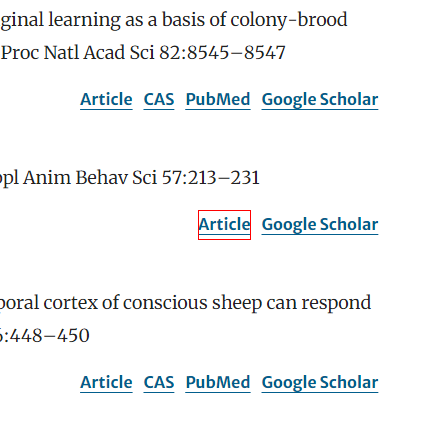 ginal learning as a basis of colony-brood
Proc Natl Acad Sci 82:8545–8547
Article CAS PubMed Google Scholar
Anim Behav Sci 57:213–231
Article Google Scholar
cortex of conscious sheep can respond
:448–450
Article CAS PubMed Google Scholar